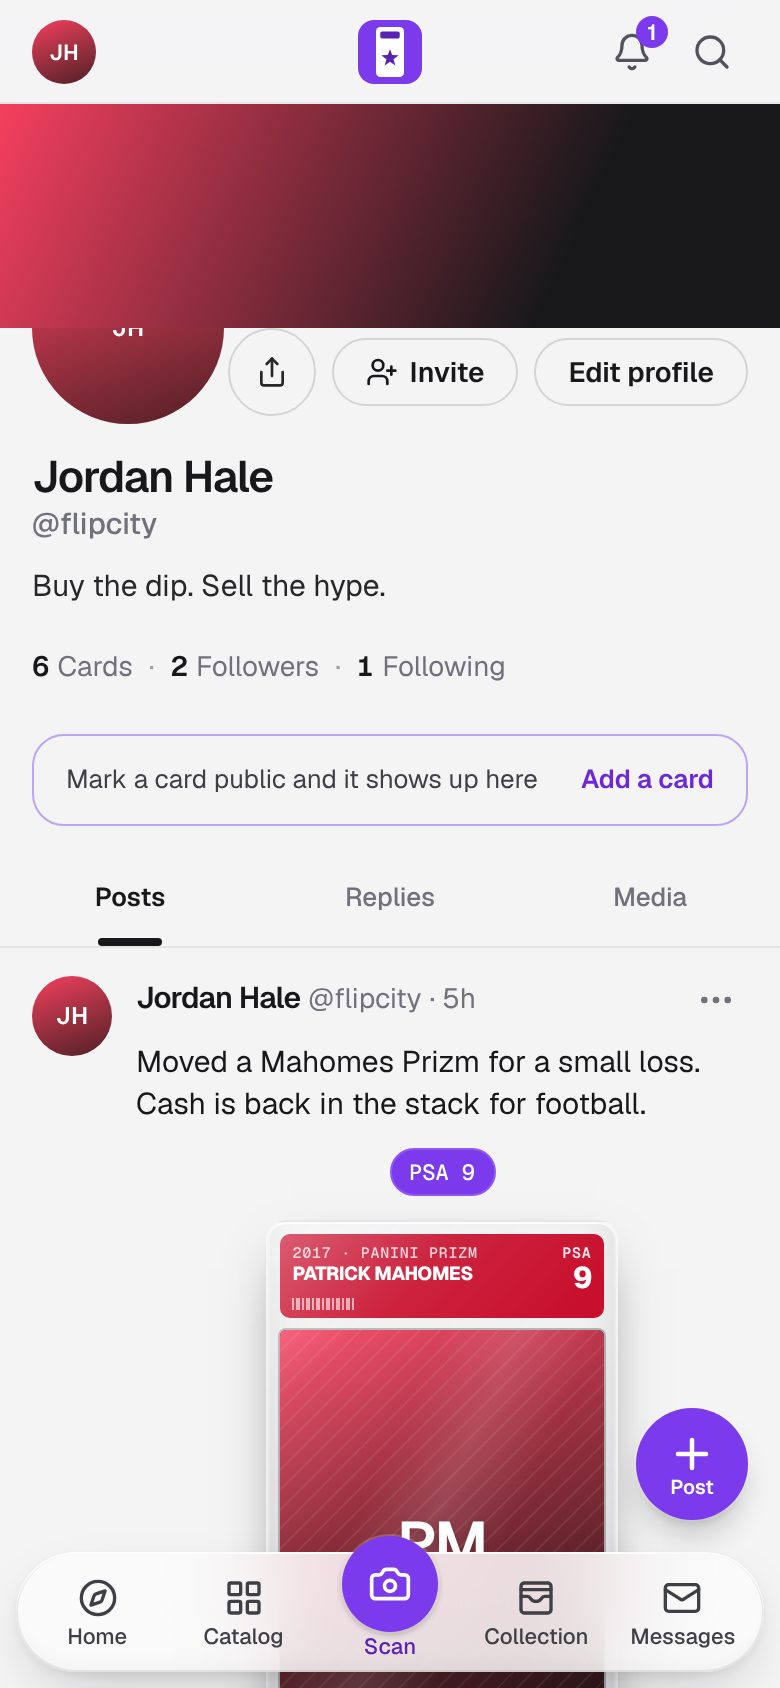 JH
1
JH
Invite
Edit profile
Jordan Hale
@flipcity
Buy the dip. Sell the hype.
6 Cards · 2 Followers · 1 Following
Mark a card public and it shows up here
Add a card
Posts
Replies
Media
JH
Jordan Hale @flipcity · 5h
Moved a Mahomes Prizm for a small loss.
Cash is back in the stack for football.
PSA 9
2017 · PANINI PRIZM
PSA
PATRICK MAHOMES
9
PM
Post
Home
Catalog
Scan
Collection
Messages